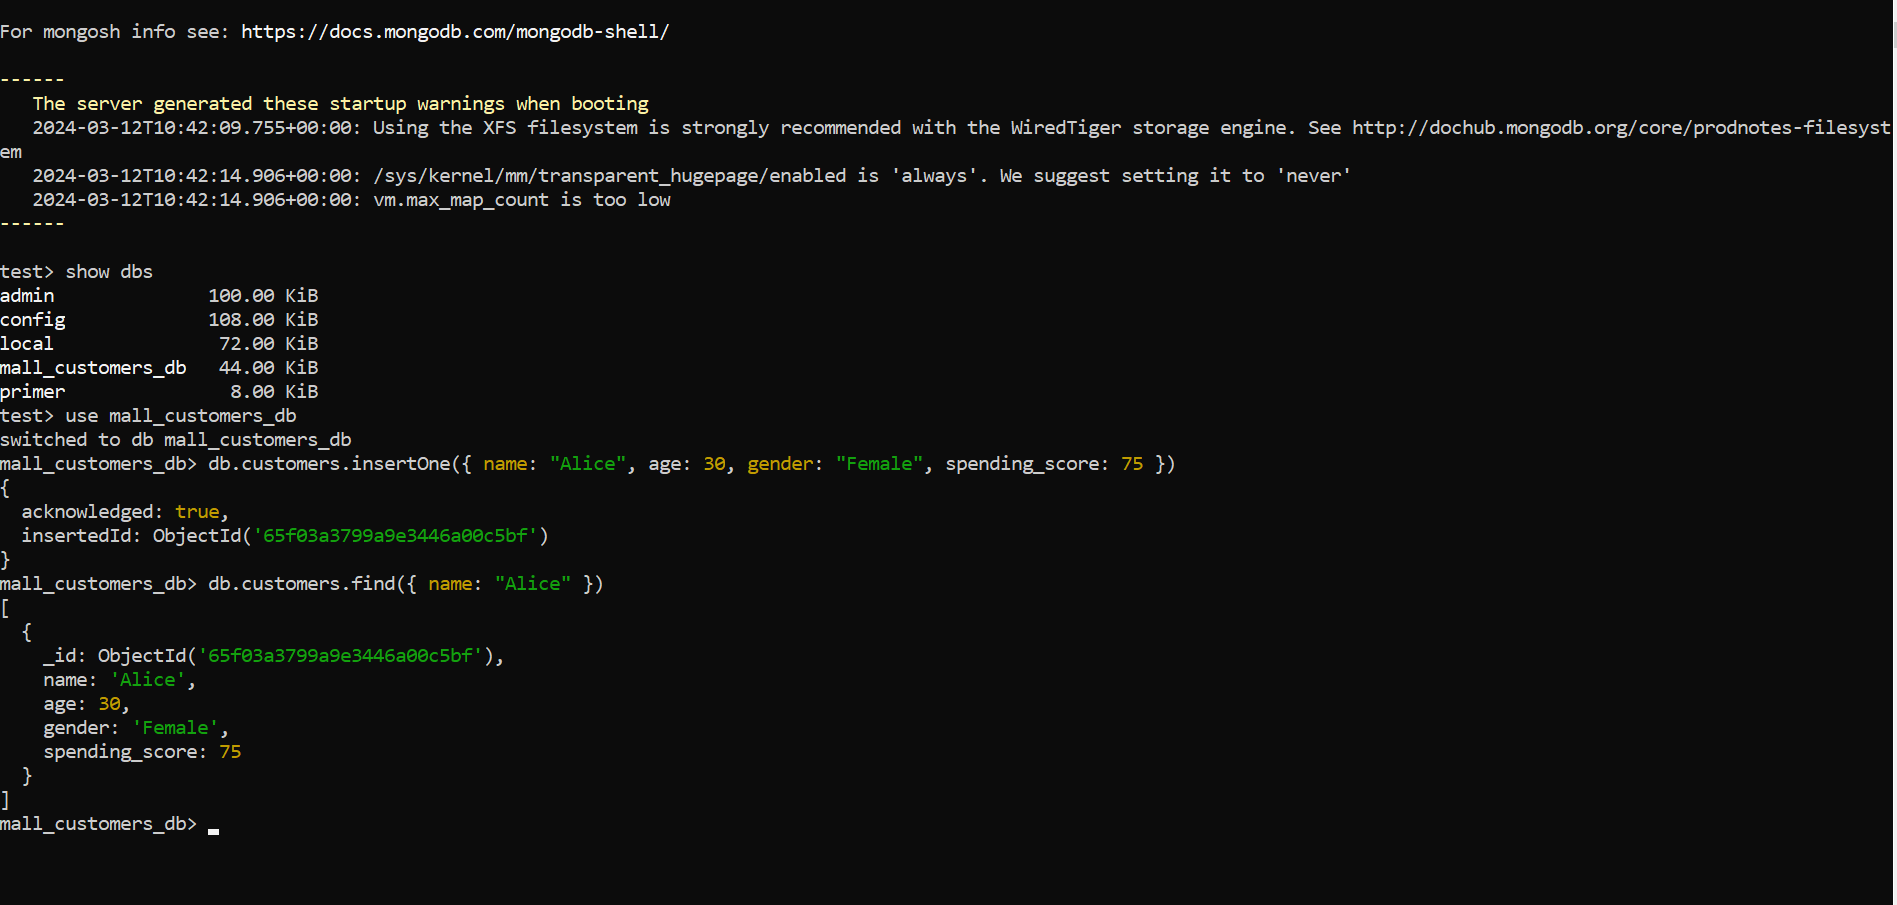 For mongosh info see: https://docs.mongodb.com/mongodb-shell/
------
   The server generated these startup warnings when booting
   2024-03-12T10:42:09.755+00:00: Using the XFS filesystem is strongly recommended with the WiredTiger storage engine. See http://dochub.mongodb.org/core/prodnotes-filesyst
em
   2024-03-12T10:42:14.906+00:00: /sys/kernel/mm/transparent_hugepage/enabled is 'always'. We suggest setting it to 'never'
   2024-03-12T10:42:14.906+00:00: vm.max_map_count is too low
------
test> show dbs
admin              100.00 KiB
config             108.00 KiB
local               72.00 KiB
mall_customers_db   44.00 KiB
primer               8.00 KiB
test> use mall_customers_db
switched to db mall_customers_db
mall_customers_db> db.customers.insertOne({ name: "Alice", age: 30, gender: "Female", spending_score: 75 })
{
  acknowledged: true,
  insertedId: ObjectId('65f03a3799a9e3446a00c5bf')
}
mall_customers_db> db.customers.find({ name: "Alice" })
[
  {
    _id: ObjectId('65f03a3799a9e3446a00c5bf'),
    name: 'Alice',
    age: 30,
    gender: 'Female',
    spending_score: 75
  }
]
mall_customers_db>